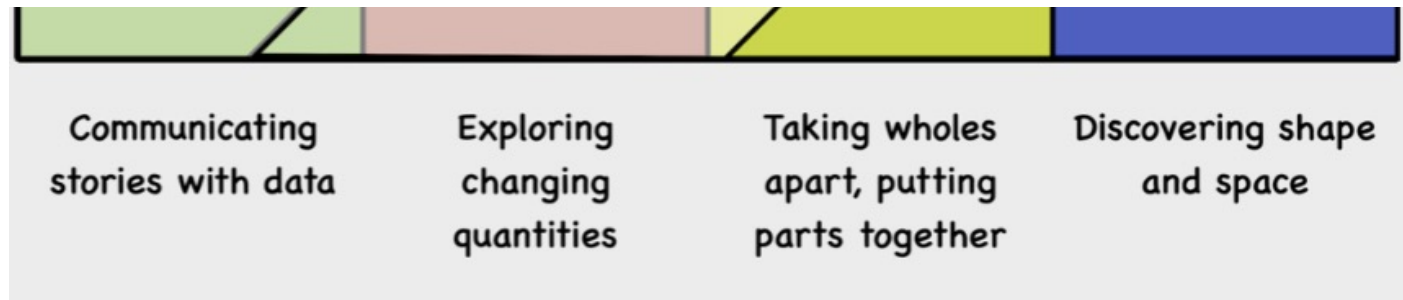 Communicating
stories with data
Exploring
changing
quantities
Taking wholes
apart, putting
parts together
Discovering shape
and space